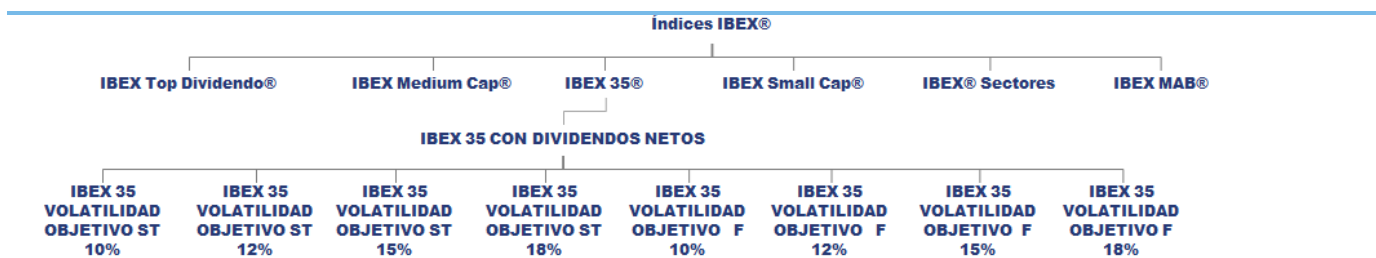 Índices IBEX®
IBEX Top Dividendo®
IBEX Medium Cap®
IBEX 35®
IBEX Small Cap®
IBEX® Sectores
IBEX MAB®
IBEX 35 CON DIVIDENDOS NETOS
IBEX 35
VOLATILIDAD
OBJETIVO ST
10%
IBEX 35
VOLATILIDAD
OBJETIVO ST
12%
IBEX 35
VOLATILIDAD
OBJETIVO ST
15%
IBEX 35
VOLATILIDAD
OBJETIVO ST
18%
IBEX 35
VOLATILIDAD
OBJETIVO F
10%
IBEX 35
VOLATILIDAD
OBJETIVO F
12%
IBEX 35
VOLATILIDAD
OBJETIVO F
15%
IBEX 35
VOLATILIDAD
OBJETIVO F
18%